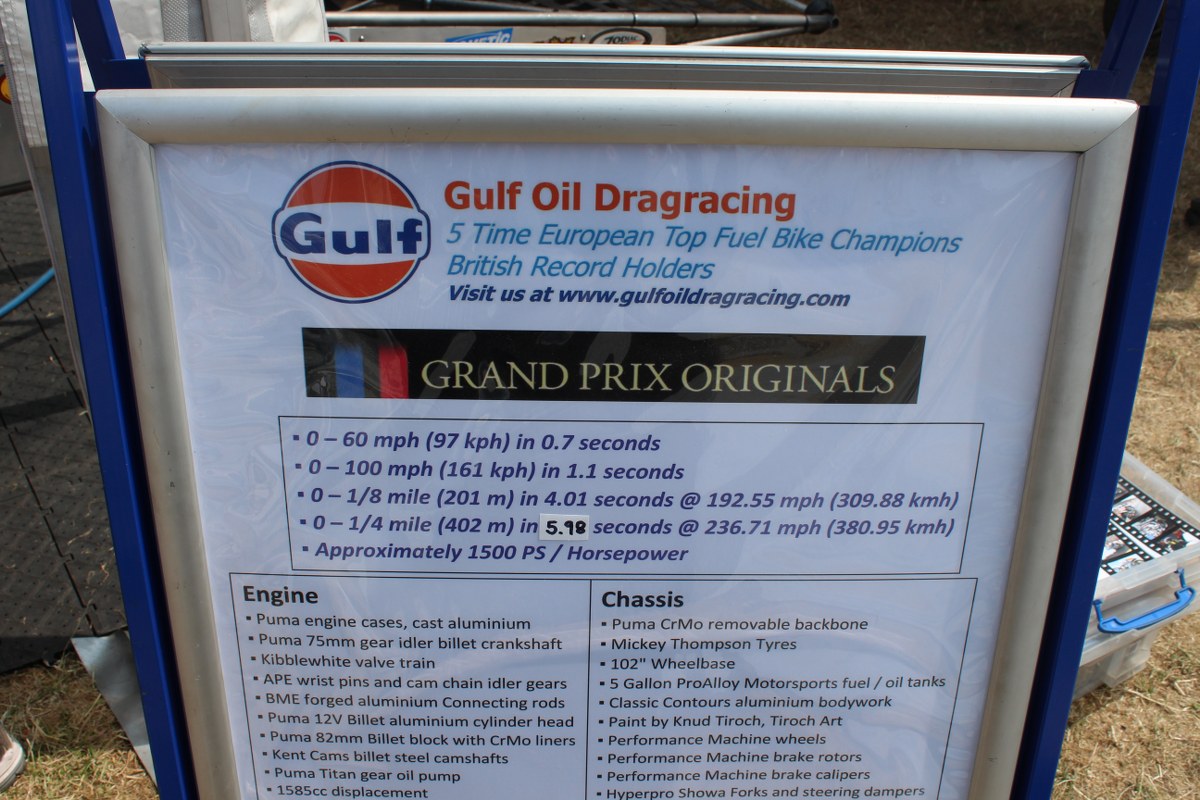 Gulf
Gulf Oil Dragracing
5 Time European Top Fuel Bike Champions
British Record Holders
Visit us at www.gulfoildragracing.com
GRAND PRIX ORIGINALS
▪ 0 – 60 mph (97 kph) in 0.7 seconds
▪ 0 – 100 mph (161 kph) in 1.1 seconds
▪ 0 – 1/8 mile (201 m) in 4.01 seconds @ 192.55 mph (309.88 kmh)
▪ 0 – 1/4 mile (402 m) in 5.98 seconds @ 236.71 mph (380.95 kmh)
▪ Approximately 1500 PS / Horsepower
Engine
▪ Puma engine cases, cast aluminium
▪ Puma 75mm gear idler billet crankshaft
▪ Kibblewhite valve train
▪ APE wrist pins and cam chain idler gears
▪ BME forged aluminium Connecting rods
▪ Puma 12V Billet aluminium cylinder head
▪ Puma 82mm Billet block with CrMo liners
▪ Kent Cams billet steel camshafts
▪ Puma Titan gear oil pump
▪ 1585cc displacement
Chassis
▪ Puma CrMo removable backbone
▪ Mickey Thompson Tyres
▪ 102" Wheelbase
▪ 5 Gallon ProAlloy Motorsports fuel / oil tanks
▪ Classic Contours aluminium bodywork
▪ Paint by Knud Tiroch, Tiroch Art
▪ Performance Machine wheels
▪ Performance Machine brake rotors
▪ Performance Machine brake calipers
▪ Hyperpro Showa Forks and steering dampers